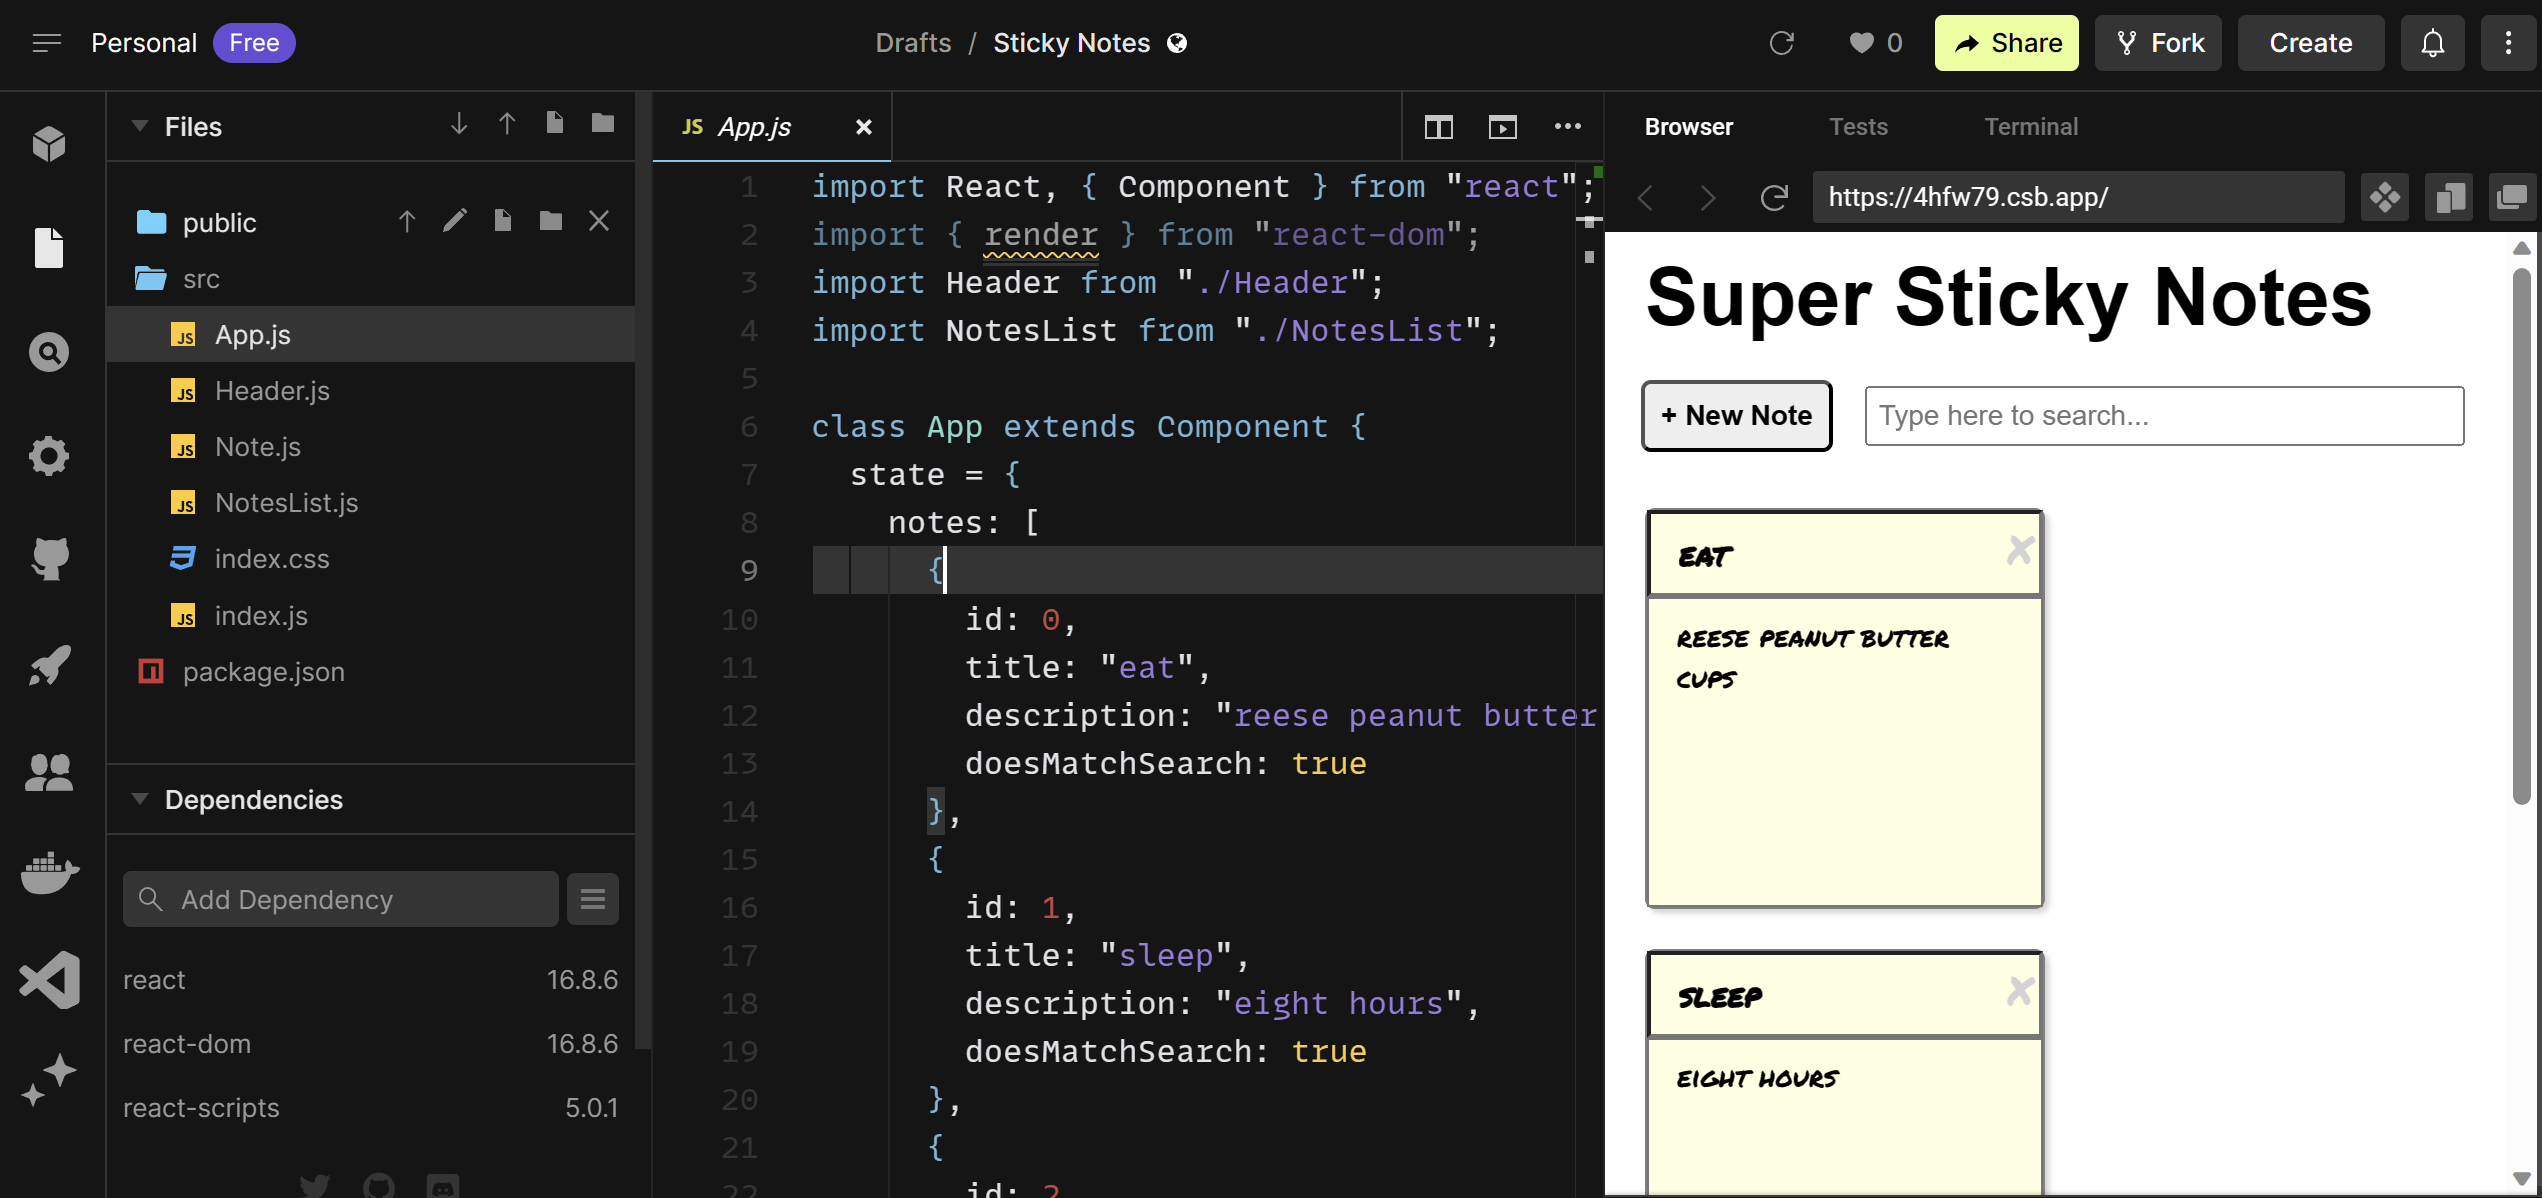 Personal Free
Drafts / Sticky Notes
0 Share Fork Create
Files
public
src
JS App.js
JS Header.js
JS Note.js
JS NotesList.js
index.css
JS index.js
package.json
Dependencies
Add Dependency
react 16.8.6
react-dom 16.8.6
react-scripts 5.0.1
JS App.js
1 import React, { Component } from "react";
2 import { render } from "react-dom";
3 import Header from "./Header";
4 import NotesList from "./NotesList";
5
6 class App extends Component {
7 state = {
8 notes: [
9 {
10 id: 0,
11 title: "eat",
12 description: "reese peanut butter
13 doesMatchSearch: true
14 },
15 {
16 id: 1,
17 title: "sleep",
18 description: "eight hours",
19 doesMatchSearch: true
20 },
21 {
22 id: 2
Browser Tests Terminal
https://4hfw79.csb.app/
Super Sticky Notes
+ New Note Type here to search...
EAT
REESE PEANUT BUTTER
CUPS
SLEEP
EIGHT HOURS